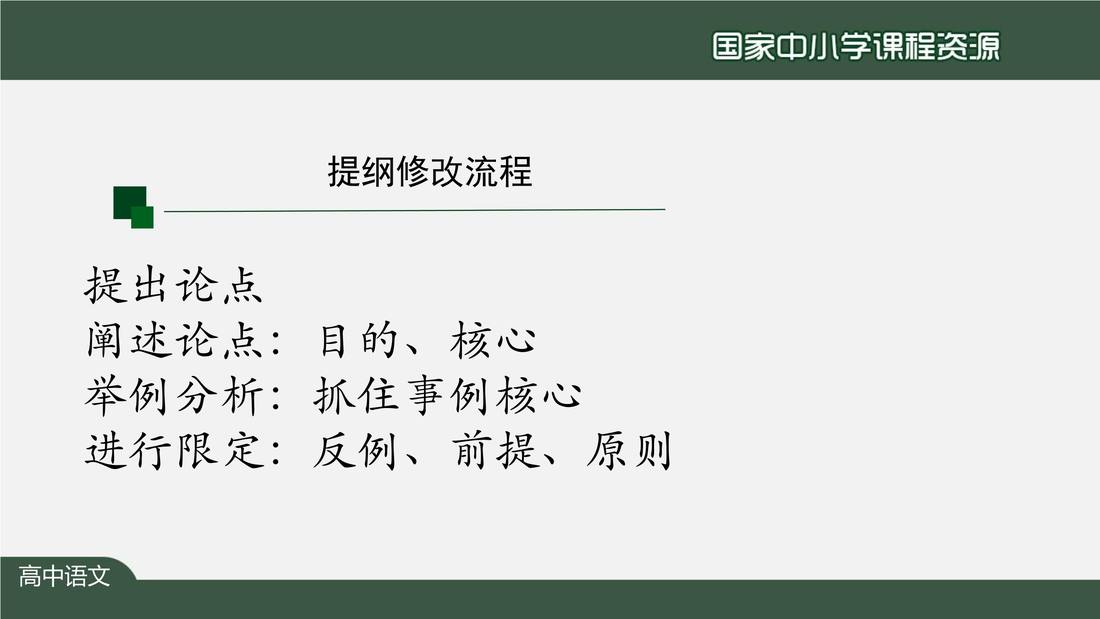 国家中小学课程资源
提纲修改流程
提出论点
阐述论点：目的、核心
举例分析：抓住事例核心
进行限定：反例、前提、原则
高中语文